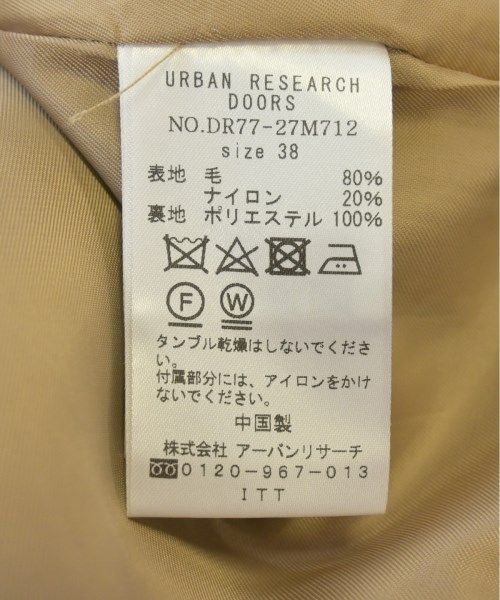 URBAN RESEARCH
DOORS
NO.DR77-27M712
size 38
表地 毛 80%
ナイロン 20%
裏地 ポリエステル 100%
F W
タンブル乾燥はしないでくださ
い。
付属部分には、アイロンをかけ
ないでください。
中国製
株式会社 アーバンリサーチ
0120-967-013
ITT